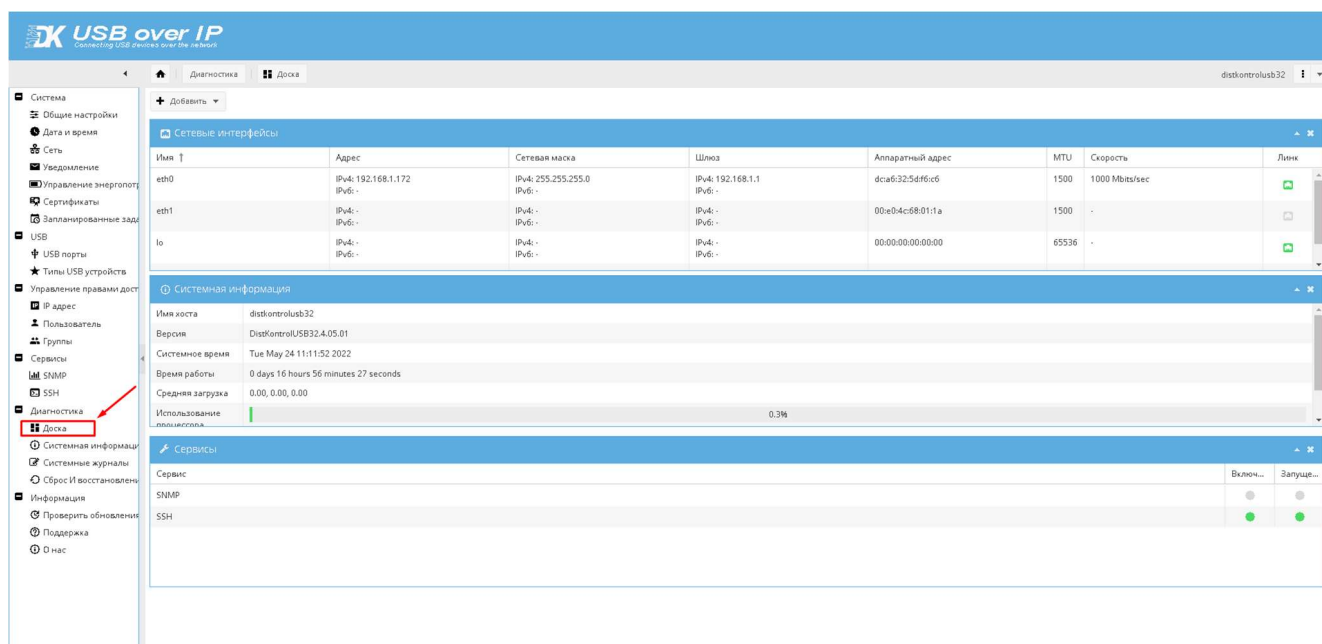 DK USB over IP
Connecting USB devices over the network
Диагностика Доска distkontrolusb32
Система
Общие настройки
Дата и время
Сеть
Уведомление
Управление энергопотр
Сертификаты
Запланированные зада
USB
USB порты
Типы USB устройств
Управление правами дост
IP адрес
Пользователь
Группы
Сервисы
SNMP
SSH
Диагностика
Доска
Системная информаци
Системные журналы
Сброс И восстановлени
Информация
Проверить обновления
Поддержка
О нас
Добавить
Сетевые интерфейсы
Имя ↑ Адрес Сетевая маска Шлюз Аппаратный адрес MTU Скорость Линк
eth0 IPv4: 192.168.1.172 IPv4: 255.255.255.0 IPv4: 192.168.1.1 dc:a6:32:5d:f6:c6 1500 1000 Mbits/sec
IPv6: - IPv6: - IPv6: -
eth1 IPv4: - IPv4: - IPv4: - 00:e0:4c:68:01:1a 1500 -
IPv6: - IPv6: - IPv6: -
lo IPv4: - IPv4: - IPv4: - 00:00:00:00:00:00 65536 -
IPv6: - IPv6: - IPv6: -
Системная информация
Имя хоста distkontrolusb32
Версия DistKontrolUSB32.4.05.01
Системное время Tue May 24 11:11:52 2022
Время работы 0 days 16 hours 56 minutes 27 seconds
Средняя загрузка 0.00, 0.00, 0.00
Использование 0.3%
процессора
Сервисы
Сервис Включ... Запуще...
SNMP
SSH